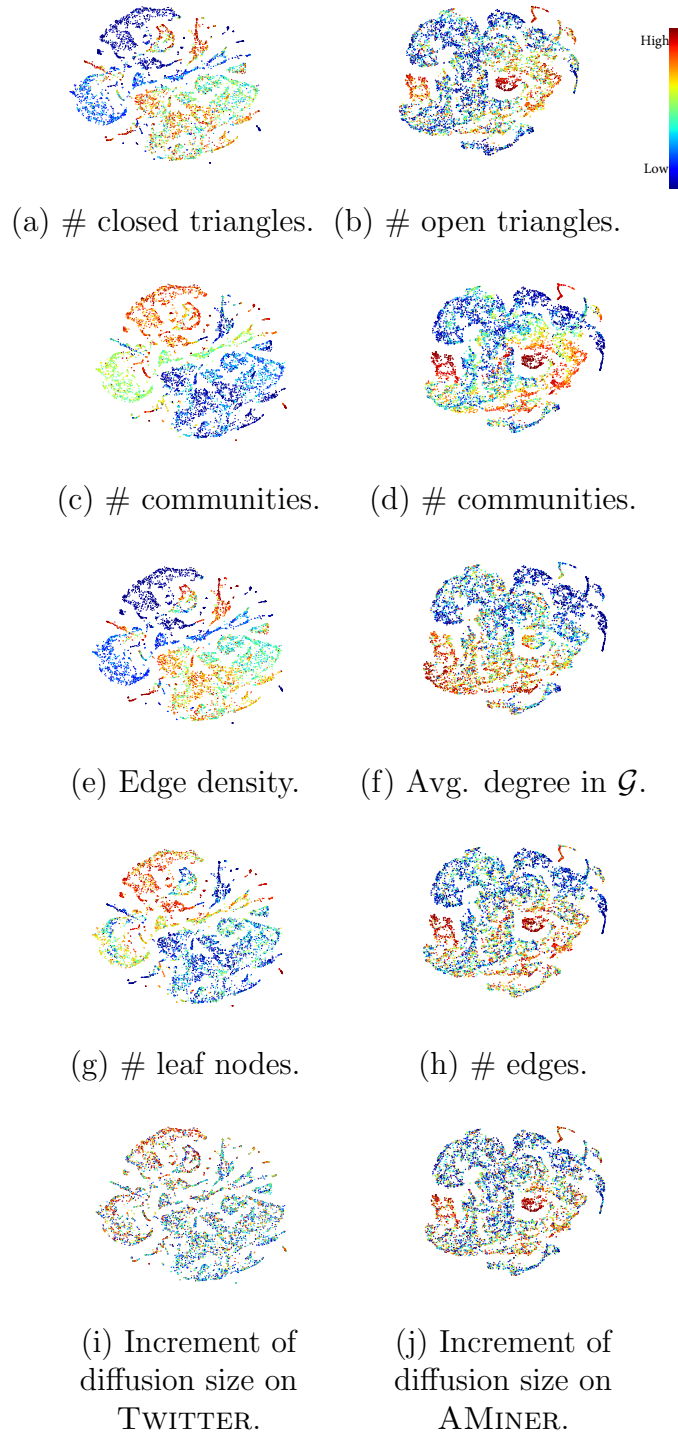 High
Low
(a) # closed triangles. (b) # open triangles.
(c) # communities. (d) # communities.
(e) Edge density. (f) Avg. degree in 𝒢.
(g) # leaf nodes. (h) # edges.
(i) Increment of
diffusion size on
TWITTER.
(j) Increment of
diffusion size on
AMINER.